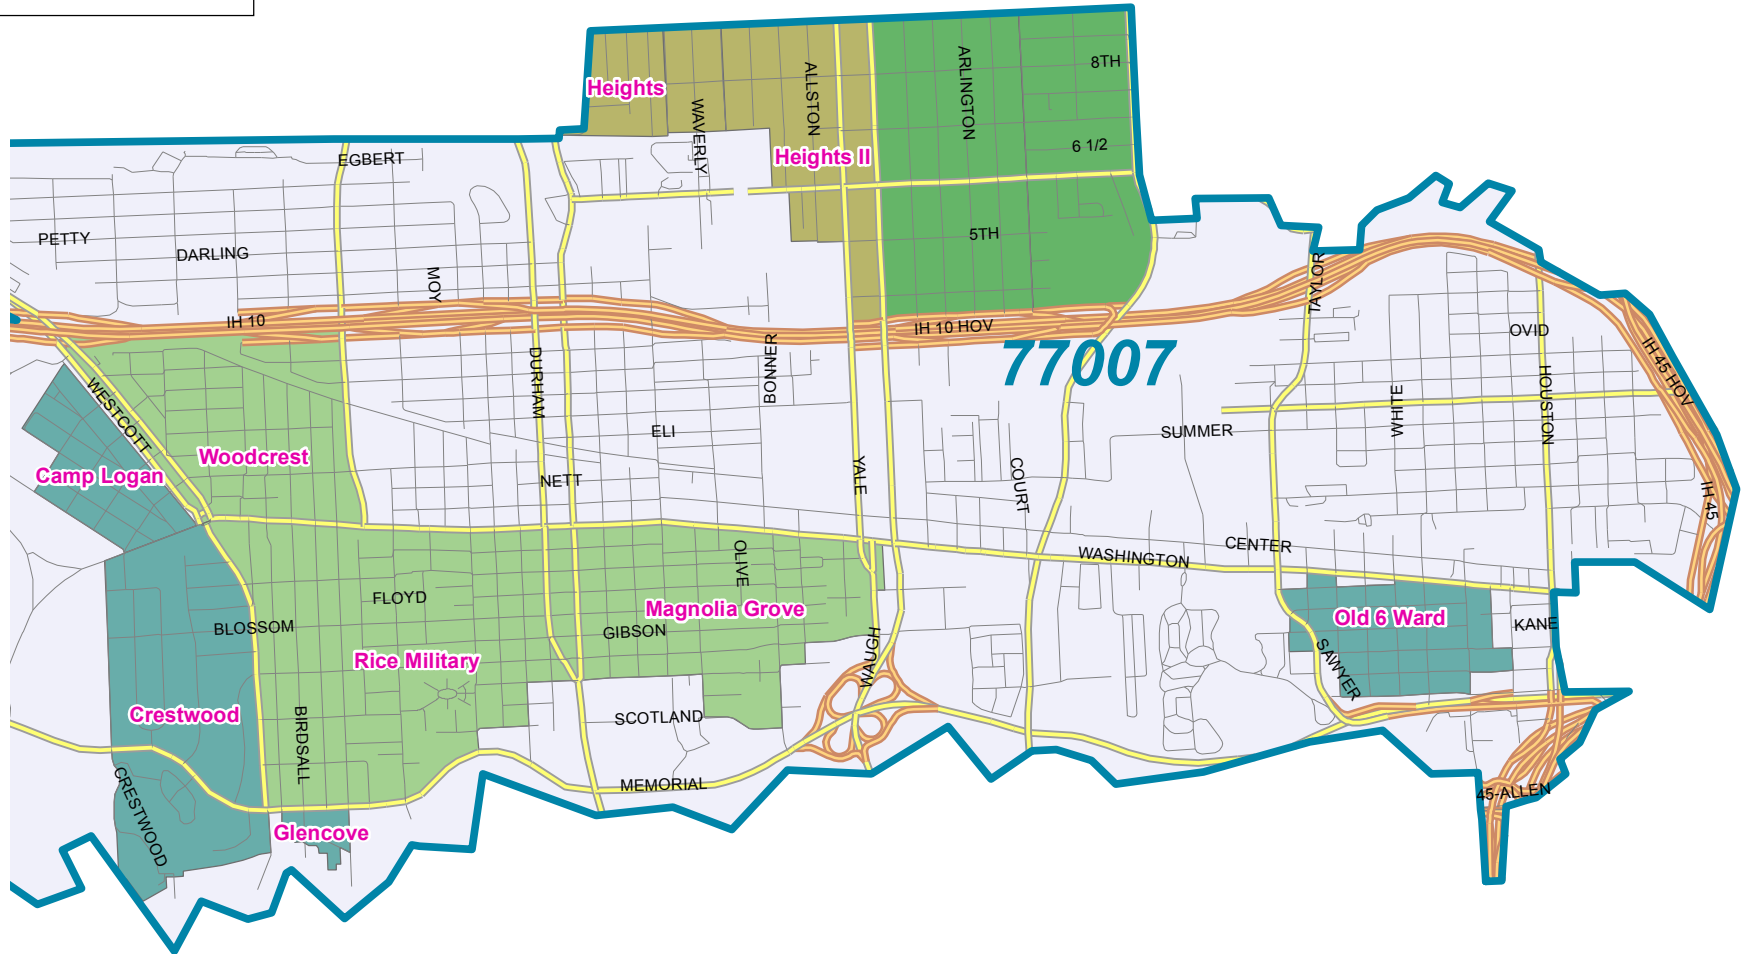 8TH
ARLINGTON
ALLSTON
Heights
WAVERLY
6 1/2
Heights II
EGBERT
5TH
PETTY
DARLING
MOY
TAYLOR
IH 10
IH 10 HOV
OVID
77007
IH 45 HOV
BONNER
DURHAM
WESTCOTT
WHITE
HOUSTON
ELI
SUMMER
Woodcrest
Camp Logan
NETT
YALE
COURT
IH 45
CENTER
WASHINGTON
OLIVE
FLOYD
Magnolia Grove
Old 6 Ward
KANE
BLOSSOM
GIBSON
WAUGH
Rice Military
SAWYER
Crestwood
SCOTLAND
BIRDSALL
MEMORIAL
45-ALLEN
CRESTWOOD
Glencove